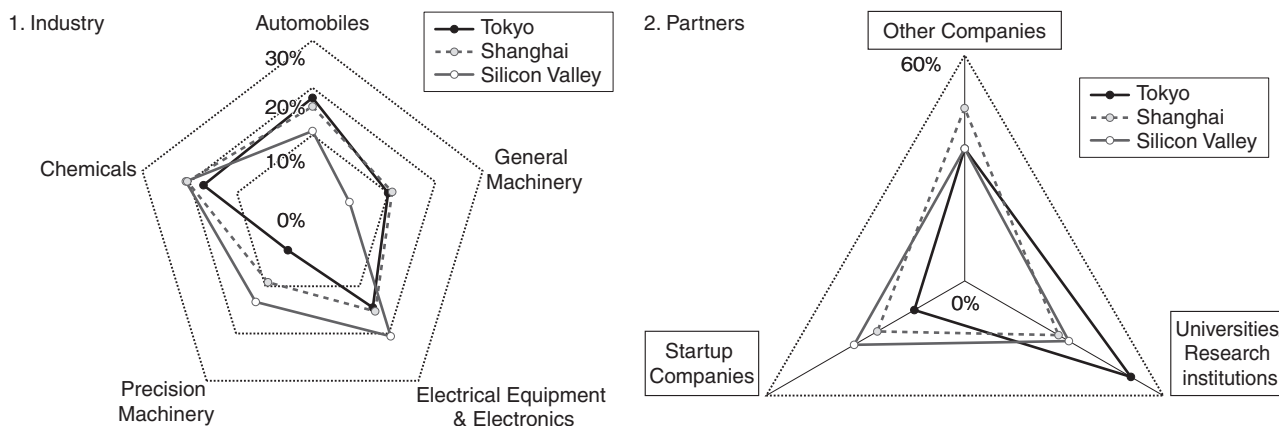 1. Industry
Automobiles
Tokyo
Shanghai
Silicon Valley
30%
20%
10%
0%
Chemicals
General
Machinery
Precision
Machinery
Electrical Equipment
& Electronics
2. Partners
Other Companies
60%
Tokyo
Shanghai
Silicon Valley
0%
Startup
Companies
Universities
Research
institutions